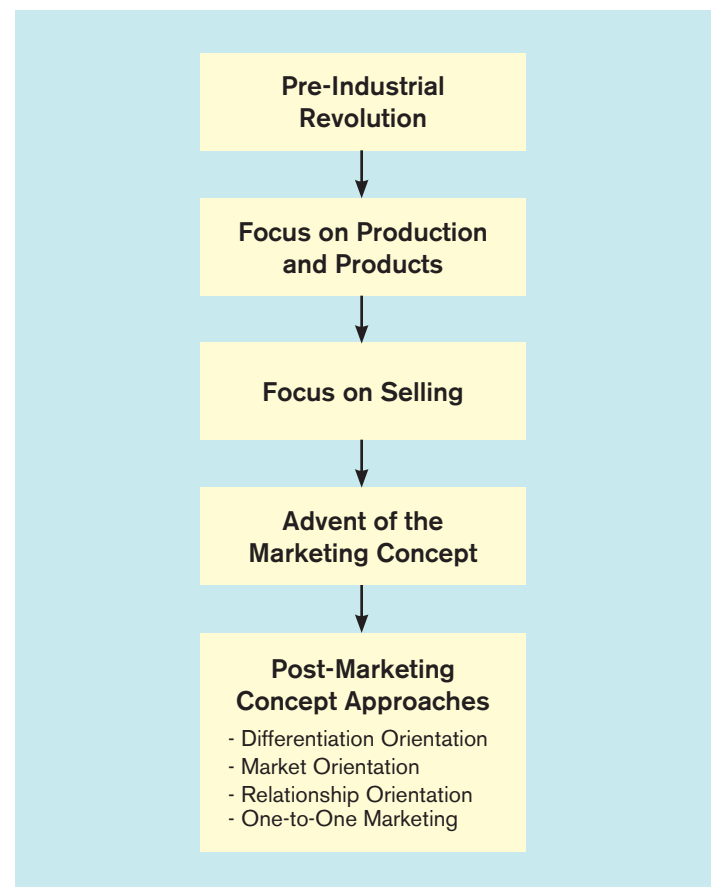 Pre-Industrial
Revolution
Focus on Production
and Products
Focus on Selling
Advent of the
Marketing Concept
Post-Marketing
Concept Approaches
- Differentiation Orientation
- Market Orientation
- Relationship Orientation
- One-to-One Marketing